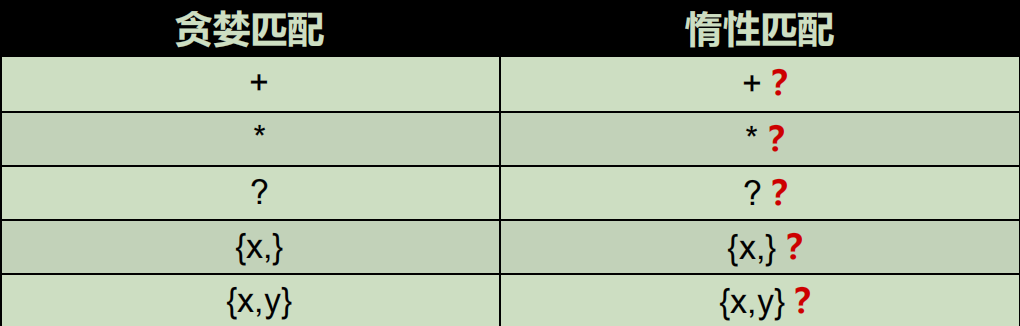 贪婪匹配 惰性匹配
+ + ?
* * ?
? ? ?
{x,} {x,} ?
{x,y} {x,y} ?